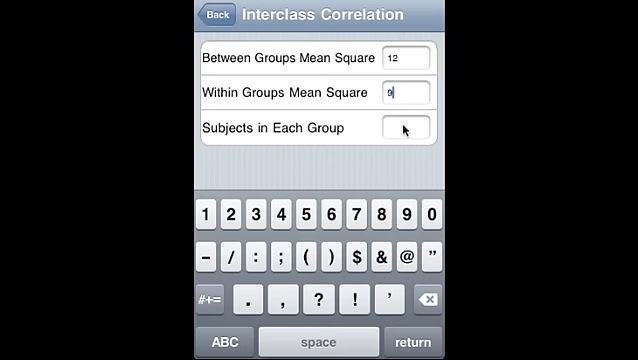 Back Interclass Correlation
Between Groups Mean Square 12
Within Groups Mean Square 9
Subjects in Each Group
1 2 3 4 5 6 7 8 9 0
- / : ; ( ) $ & @ "
#+= . , ? ! '
ABC space return